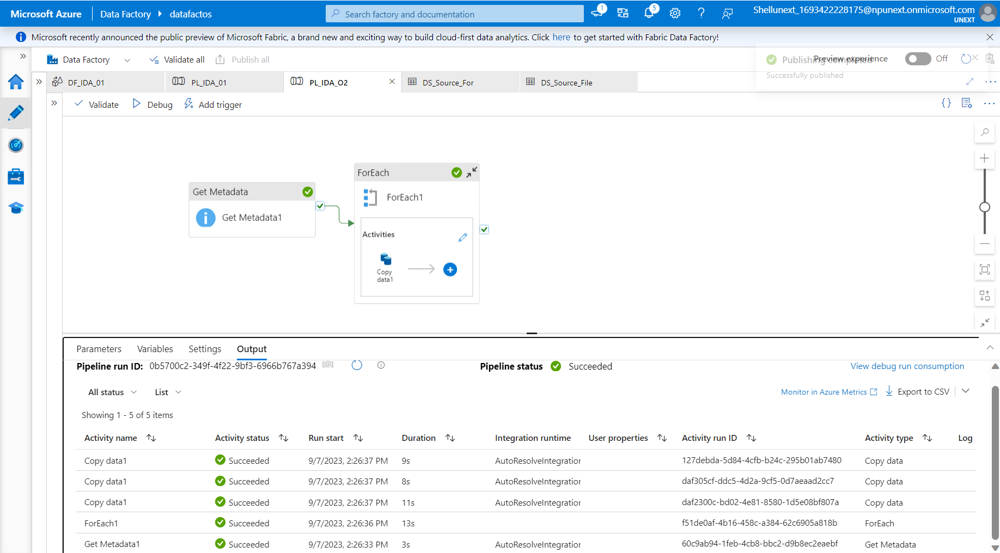 Microsoft Azure Data Factory datafactos Search factory and documentation 1 5 Shellunext_1693422228175@npunext.onmicrosoft.com
UNEXT
Microsoft recently announced the public preview of Microsoft Fabric, a brand new and exciting way to build cloud-first data analytics. Click here to get started with Fabric Data Factory!
Data Factory Validate all Publish all Publishing completed Preview experience Off
Successfully published
DF_IDA_01 PL_IDA_01 PL_IDA_O2 DS_Source_For DS_Source_File
Validate Debug Add trigger
ForEach
ForEach1
Get Metadata
Get Metadata1
Activities
Copy
data1
Parameters Variables Settings Output
Pipeline run ID: 0b5700c2-349f-4f22-9bf3-6966b767a394 [@] Pipeline status Succeeded View debug run consumption
All status List Monitor in Azure Metrics Export to CSV
Showing 1 - 5 of 5 items
Activity name Activity status Run start Duration Integration runtime User properties Activity run ID Activity type Log
Copy data1 Succeeded 9/7/2023, 2:26:37 PM 9s AutoResolveIntegration 127debda-5d84-4cfb-b24c-295b01ab7480 Copy data
Copy data1 Succeeded 9/7/2023, 2:26:37 PM 8s AutoResolveIntegration daf305cf-ddc5-4d2a-9cf5-0d7aeaad2cc7 Copy data
Copy data1 Succeeded 9/7/2023, 2:26:37 PM 11s AutoResolveIntegration daf2300c-bd02-4e81-8580-1d5e08bf807a Copy data
ForEach1 Succeeded 9/7/2023, 2:26:36 PM 13s f51de0af-4b16-458c-a384-62c6905a818b ForEach
Get Metadata1 Succeeded 9/7/2023, 2:26:33 PM 3s AutoResolveIntegration 60c9ab94-1feb-4cb8-bbc2-d9b8ec2eaebf Get Metadata